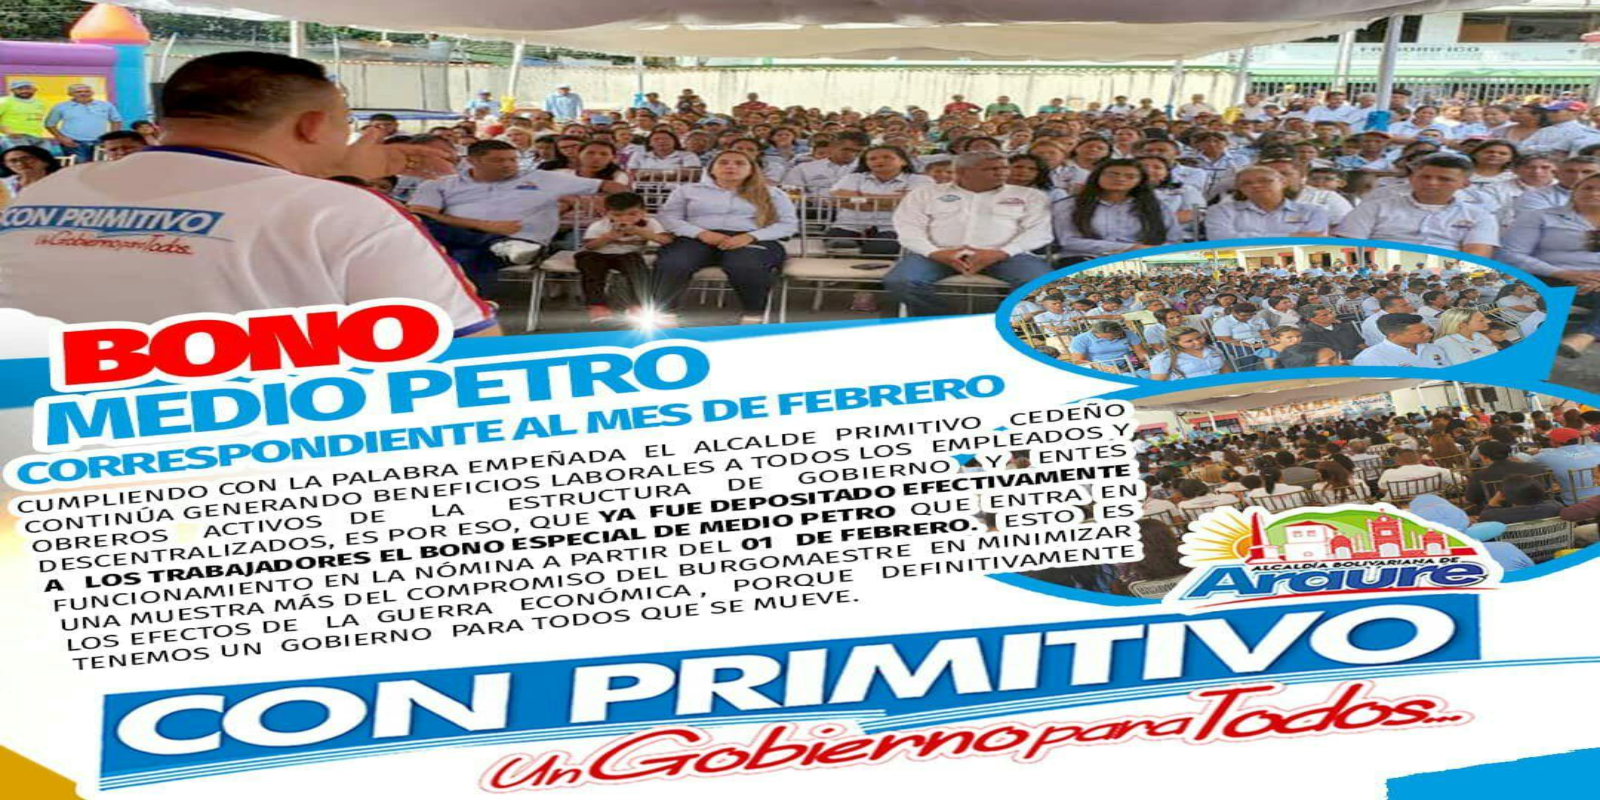 CON PRIMITIVO
Un Gobierno para Todos...
BONO
MEDIO PETRO
CORRESPONDIENTE AL MES DE FEBRERO
CUMPLIENDO CON LA PALABRA EMPEÑADA EL ALCALDE PRIMITIVO CEDEÑO
CONTINÚA GENERANDO BENEFICIOS LABORALES A TODOS LOS EMPLEADOS Y
OBREROS ACTIVOS DE LA ESTRUCTURA DE GOBIERNO Y ENTES
DESCENTRALIZADOS, ES POR ESO, QUE YA FUE DEPOSITADO EFECTIVAMENTE
A LOS TRABAJADORES EL BONO ESPECIAL DE MEDIO PETRO QUE ENTRA EN
FUNCIONAMIENTO EN LA NÓMINA A PARTIR DEL 01 DE FEBRERO. ESTO ES
UNA MUESTRA MÁS DEL COMPROMISO DEL BURGOMAESTRE EN MINIMIZAR
LOS EFECTOS DE LA GUERRA ECONÓMICA, PORQUE DEFINITIVAMENTE
TENEMOS UN GOBIERNO PARA TODOS QUE SE MUEVE.
ALCALDÍA BOLIVARIANA DE
Araure
CON PRIMITIVO
Un Gobierno para Todos...